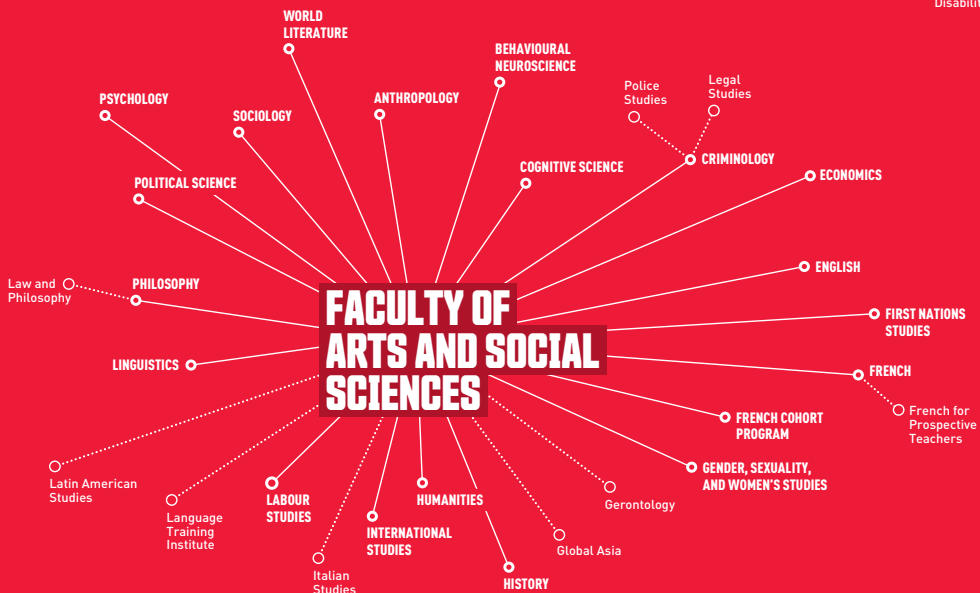 Disabilit
WORLD
LITERATURE
BEHAVIOURAL
NEUROSCIENCE
Police
Studies
Legal
Studies
PSYCHOLOGY
SOCIOLOGY
ANTHROPOLOGY
CRIMINOLOGY
COGNITIVE SCIENCE
ECONOMICS
POLITICAL SCIENCE
ENGLISH
Law and
Philosophy
PHILOSOPHY
FACULTY OF
ARTS AND SOCIAL
SCIENCES
FIRST NATIONS
STUDIES
LINGUISTICS
FRENCH
French for
Prospective
Teachers
FRENCH COHORT
PROGRAM
GENDER, SEXUALITY,
AND WOMEN'S STUDIES
Latin American
Studies
Language
Training
Institute
LABOUR
STUDIES
HUMANITIES
Gerontology
INTERNATIONAL
STUDIES
Global Asia
Italian
Studies
HISTORY